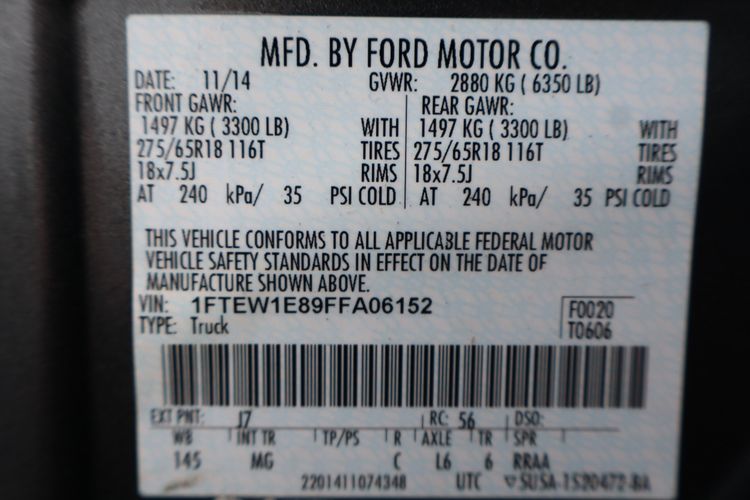 MFD. BY FORD MOTOR CO.
DATE: 11/14 GVWR: 2880 KG ( 6350 LB)
FRONT GAWR: REAR GAWR:
1497 KG ( 3300 LB) WITH 1497 KG ( 3300 LB) WITH
275/65R18 116T TIRES 275/65R18 116T TIRES
18x7.5J RIMS 18x7.5J RIMS
AT 240 kPa/ 35 PSI COLD AT 240 kPa/ 35 PSI COLD
THIS VEHICLE CONFORMS TO ALL APPLICABLE FEDERAL MOTOR
VEHICLE SAFETY STANDARDS IN EFFECT ON THE DATE OF
MANUFACTURE SHOWN ABOVE.
VIN: 1FTEW1E89FFA06152 F0020
TYPE: Truck T0606
EXT PNT: J7 RC: 56 DSO:
WB INT TR TP/PS R AXLE TR SPR
145 MG C L6 6 RRAA
2201411074348 UTC SUSA-1520472-BA